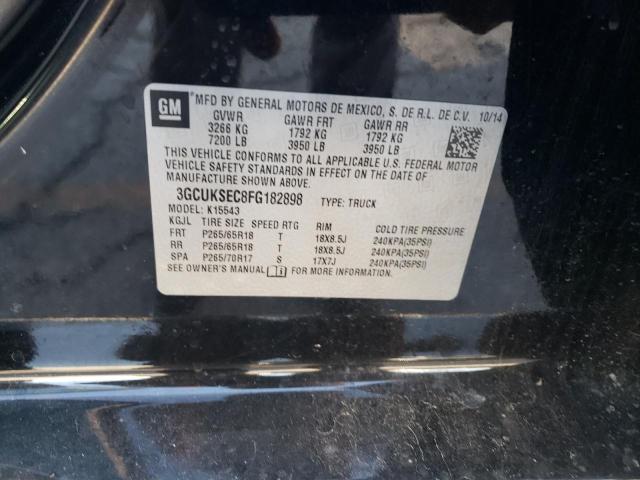 GM
*MFD BY GENERAL MOTORS DE MEXICO, S. DE R.L. DE C.V. 10/14
GVWR GAWR FRT GAWR RR
3266 KG 1792 KG 1792 KG
7200 LB 3950 LB 3950 LB
THIS VEHICLE CONFORMS TO ALL APPLICABLE U.S. FEDERAL MOTOR
VEHICLE SAFETY STANDARDS IN EFFECT ON THE DATE OF
MANUFACTURE SHOWN ABOVE.
3GCUKSEC8FG182898 TYPE: TRUCK
MODEL: K15543
KGJL TIRE SIZE SPEED RTG RIM COLD TIRE PRESSURE
FRT P265/65R18 T 18X8.5J 240KPA(35PSI)
RR P265/65R18 T 18X8.5J 240KPA(35PSI)
SPA P265/70R17 S 17X7J 240KPA(35PSI)
SEE OWNER'S MANUAL FOR MORE INFORMATION.